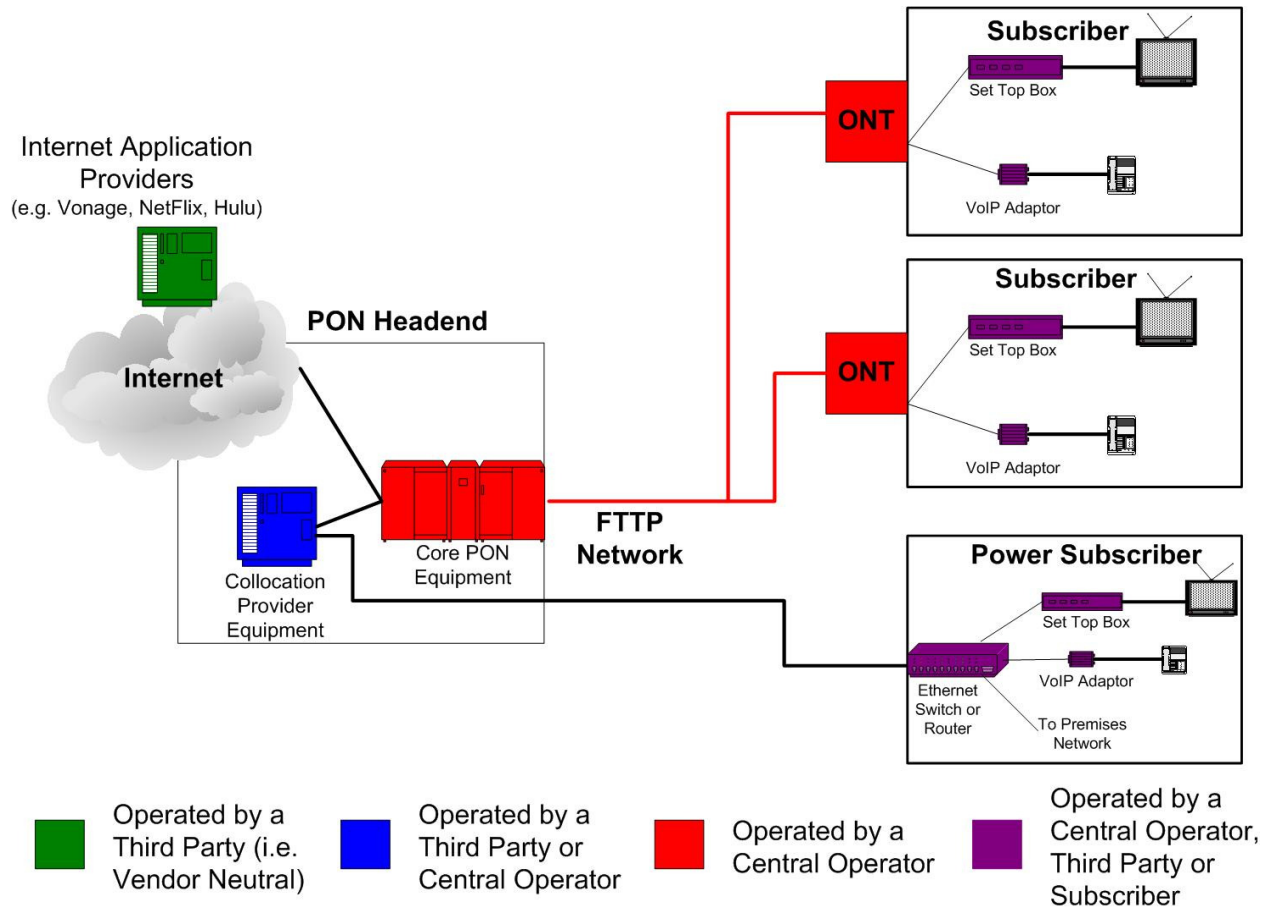 Internet Application
Providers
(e.g. Vonage, NetFlix, Hulu)
Internet
PON Headend
Collocation
Provider
Equipment
Core PON
Equipment
FTTP
Network
ONT
Subscriber
Set Top Box
VoIP Adaptor
ONT
Subscriber
Set Top Box
VoIP Adaptor
Power Subscriber
Set Top Box
VoIP Adaptor
Ethernet
Switch or
Router
To Premises
Network
Operated by a
Third Party (i.e.
Vendor Neutral)
Operated by a
Third Party or
Central Operator
Operated by a
Central Operator
Operated by a
Central Operator,
Third Party or
Subscriber